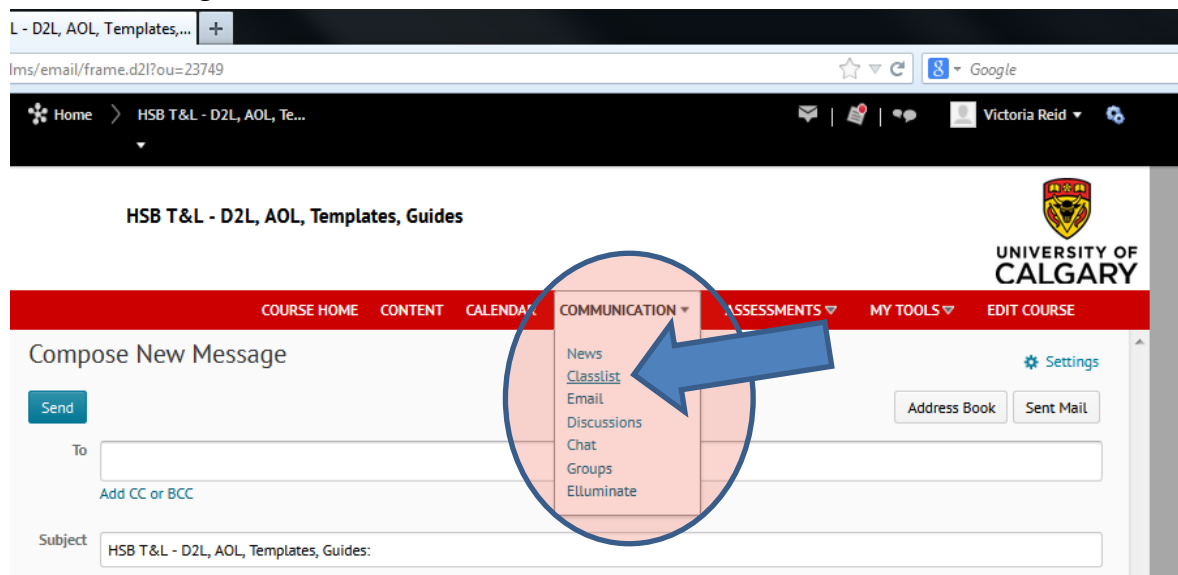 L - D2L, AOL, Templates,... +
lms/email/frame.d2l?ou=23749 8 Google
Home HSB T&L - D2L, AOL, Te... Victoria Reid
HSB T&L - D2L, AOL, Templates, Guides
UNIVERSITY OF
CALGARY
COURSE HOME CONTENT CALENDAR COMMUNICATION ASSESSMENTS MY TOOLS EDIT COURSE
Compose New Message
Settings
News
Classlist
Email
Discussions
Chat
Groups
Elluminate
Send
Address Book Sent Mail
To
Add CC or BCC
Subject HSB T&L - D2L, AOL, Templates, Guides: